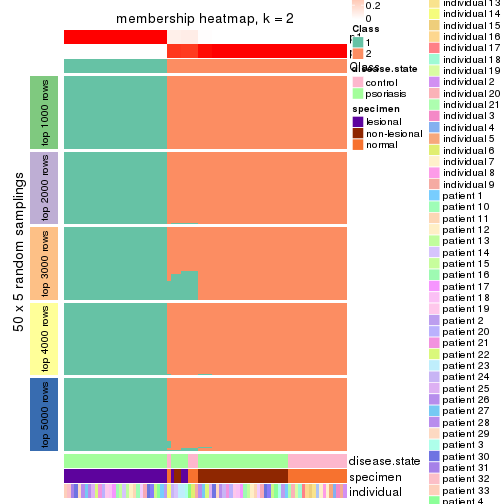 membership heatmap, k = 2
50 x 5 random samplings
top 1000 rows
top 2000 rows
top 3000 rows
top 4000 rows
top 5000 rows
p1
Class
disease.state
specimen
individual
0.2
0
Class
1
2
disease.state
control
psoriasis
specimen
lesional
non-lesional
normal
individual 13
individual 14
individual 15
individual 16
individual 17
individual 18
individual 19
individual 2
individual 20
individual 21
individual 3
individual 4
individual 5
individual 6
individual 7
individual 8
individual 9
patient 1
patient 10
patient 11
patient 12
patient 13
patient 14
patient 15
patient 16
patient 17
patient 18
patient 19
patient 2
patient 20
patient 21
patient 22
patient 23
patient 24
patient 25
patient 26
patient 27
patient 28
patient 29
patient 3
patient 30
patient 31
patient 32
patient 33
patient 4